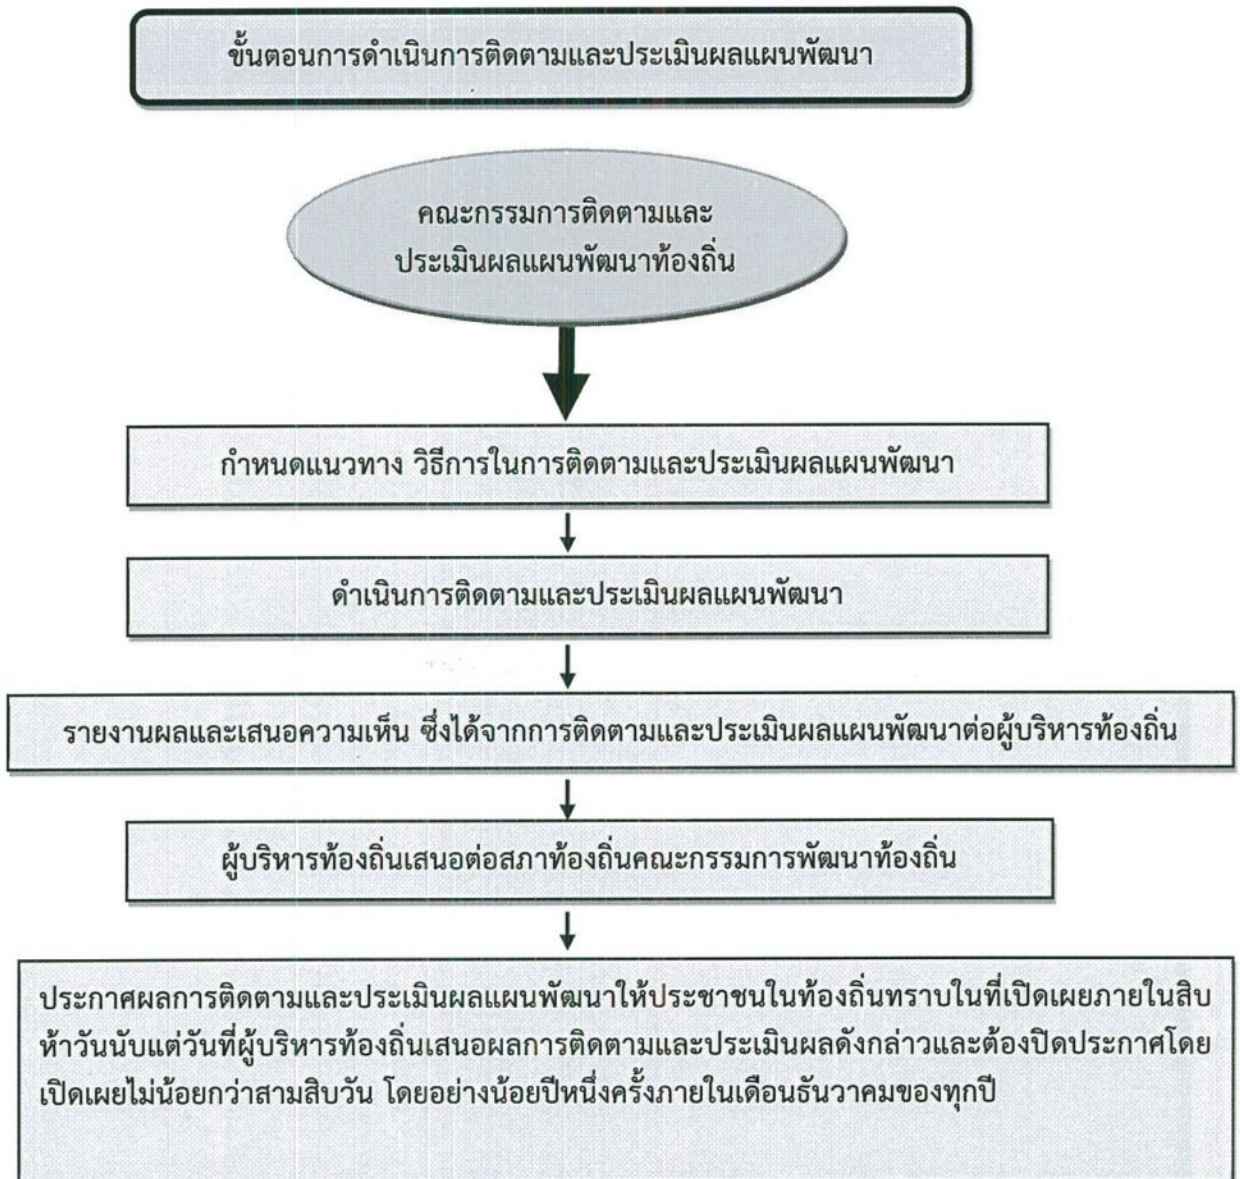 ขั้นตอนการดำเนินการติดตามและประเมินผลแผนพัฒนา
คณะกรรมการติดตามและ
ประเมินผลแผนพัฒนาท้องถิ่น
กำหนดแนวทาง วิธีการในการติดตามและประเมินผลแผนพัฒนา
ดำเนินการติดตามและประเมินผลแผนพัฒนา
รายงานผลและเสนอความเห็น ซึ่งได้จากการติดตามและประเมินผลแผนพัฒนาต่อผู้บริหารท้องถิ่น
ผู้บริหารท้องถิ่นเสนอต่อสภาท้องถิ่นคณะกรรมการพัฒนาท้องถิ่น
ประกาศผลการติดตามและประเมินผลแผนพัฒนาให้ประชาชนในท้องถิ่นทราบในที่เปิดเผยภายในสิบ
ห้าวันนับแต่วันที่ผู้บริหารท้องถิ่นเสนอผลการติดตามและประเมินผลดังกล่าวและต้องปิดประกาศโดย
เปิดเผยไม่น้อยกว่าสามสิบวัน โดยอย่างน้อยปีหนึ่งครั้งภายในเดือนธันวาคมของทุกปี